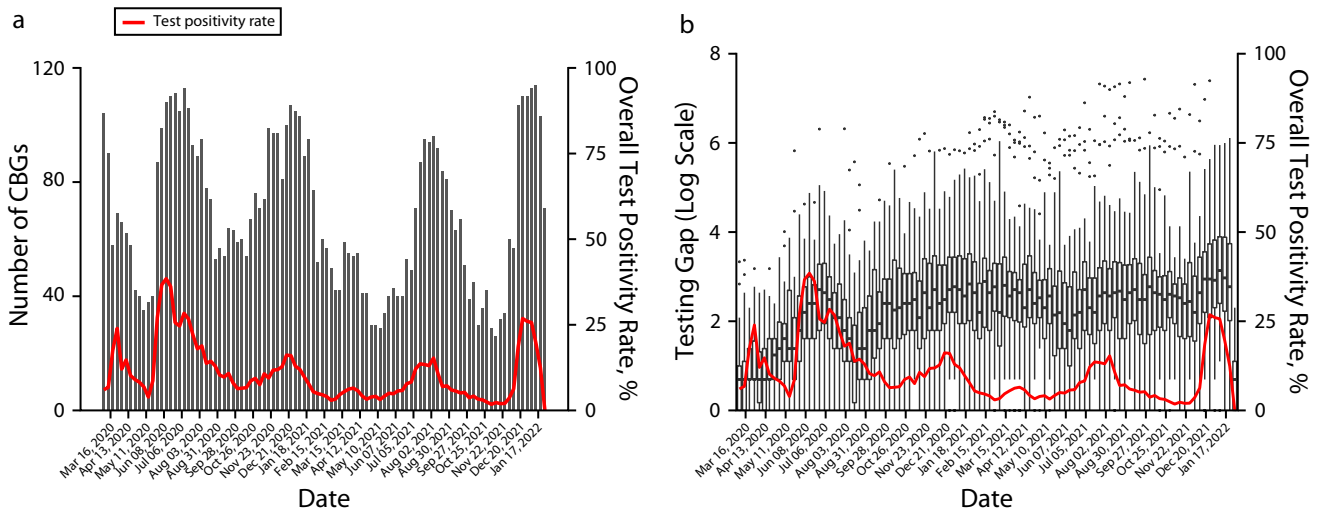 a
Test positivity rate
120
80
40
0
Number of CBGs
100
75
50
25
0
Overall Test Positivity Rate, %
Mar 16, 2020
Apr 13, 2020
May 11, 2020
Jun 08, 2020
Jul 06, 2020
Aug 03, 2020
Aug 31, 2020
Sep 28, 2020
Oct 26, 2020
Nov 23, 2020
Dec 21, 2020
Jan 18, 2021
Feb 15, 2021
Mar 15, 2021
Apr 12, 2021
May 10, 2021
Jun 07, 2021
Jul 05, 2021
Aug 02, 2021
Aug 30, 2021
Sep 27, 2021
Oct 25, 2021
Nov 22, 2021
Dec 20, 2021
Jan 17, 2022
Date
b
8
6
4
2
0
Testing Gap (Log Scale)
100
75
50
25
0
Overall Test Positivity Rate, %
Mar 16, 2020
Apr 13, 2020
May 11, 2020
Jun 08, 2020
Jul 06, 2020
Aug 03, 2020
Aug 31, 2020
Sep 28, 2020
Oct 26, 2020
Nov 23, 2020
Dec 21, 2020
Jan 18, 2021
Feb 15, 2021
Mar 15, 2021
Apr 12, 2021
May 10, 2021
Jun 07, 2021
Jul 05, 2021
Aug 02, 2021
Aug 30, 2021
Sep 27, 2021
Oct 25, 2021
Nov 22, 2021
Dec 20, 2021
Jan 17, 2022
Date